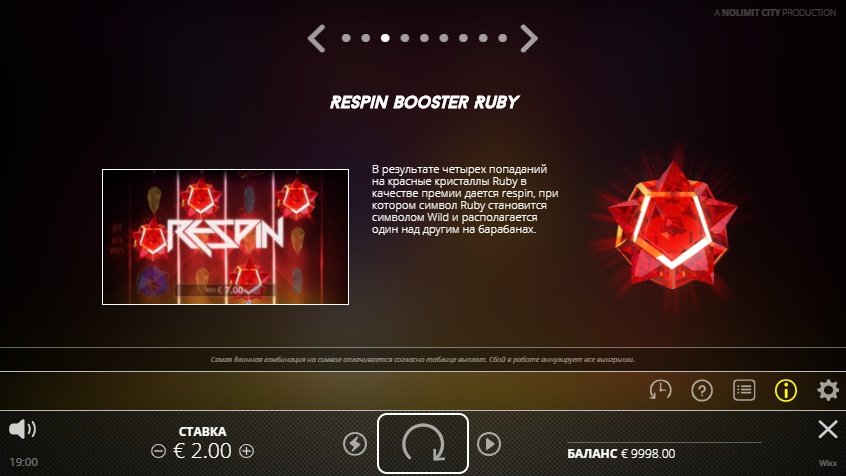 A NOLIMIT CITY PRODUCTION
RESPIN BOOSTER RUBY
В результате четырех попаданий
на красные кристаллы Ruby в
качестве премии дается respin, при
котором символ Ruby становится
символом Wild и располагается
один над другим на барабанах.
RESPIN
WIN
WAYS
Win € 7.00
Самая длинная комбинация на символ оплачивается согласно таблице выплат. Сбой в работе аннулирует все выигрыши.
СТАВКА
€ 2.00
БАЛАНС € 9998.00
19:00
Wixx